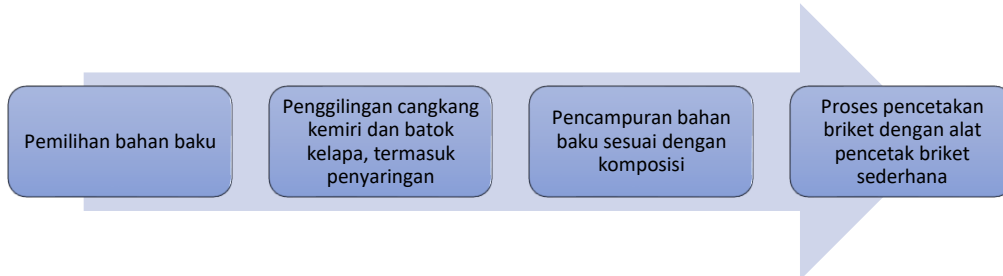 Pemilihan bahan baku
Penggilingan cangkang
kemiri dan batok
kelapa, termasuk
penyaringan
Pencampuran bahan
baku sesuai dengan
komposisi
Proses pencetakan
briket dengan alat
pencetak briket
sederhana